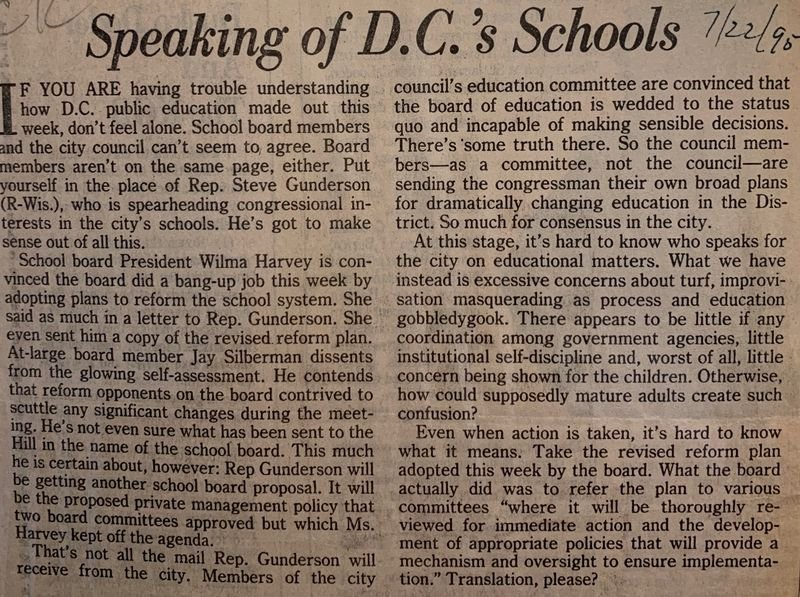 Speaking of D.C.'s Schools
7/22/95
IF YOU ARE having trouble understanding
how D.C. public education made out this
week, don't feel alone. School board members
and the city council can't seem to agree. Board
members aren't on the same page, either. Put
yourself in the place of Rep. Steve Gunderson
(R-Wis.), who is spearheading congressional in-
terests in the city's schools. He's got to make
sense out of all this.
School board President Wilma Harvey is con-
vinced the board did a bang-up job this week by
adopting plans to reform the school system. She
said as much in a letter to Rep. Gunderson. She
even sent him a copy of the revised reform plan.
At-large board member Jay Silberman dissents
from the glowing self-assessment. He contends
that reform opponents on the board contrived to
scuttle any significant changes during the meet-
ing. He's not even sure what has been sent to the
Hill in the name of the school board. This much
he is certain about, however: Rep Gunderson will
be getting another school board proposal. It will
be the proposed private management policy that
two board committees approved but which Ms.
Harvey kept off the agenda.
That's not all the mail Rep. Gunderson will
receive from the city. Members of the city
council's education committee are convinced that
the board of education is wedded to the status
quo and incapable of making sensible decisions.
There's some truth there. So the council mem-
bers—as a committee, not the council—are
sending the congressman their own broad plans
for dramatically changing education in the Dis-
trict. So much for consensus in the city.
At this stage, it's hard to know who speaks for
the city on educational matters. What we have
instead is excessive concerns about turf, improvi-
sation masquerading as process and education
gobbledygook. There appears to be little if any
coordination among government agencies, little
institutional self-discipline and, worst of all, little
concern being shown for the children. Otherwise,
how could supposedly mature adults create such
confusion?
Even when action is taken, it's hard to know
what it means. Take the revised reform plan
adopted this week by the board. What the board
actually did was to refer the plan to various
committees "where it will be thoroughly re-
viewed for immediate action and the develop-
ment of appropriate policies that will provide a
mechanism and oversight to ensure implementa-
tion." Translation, please?